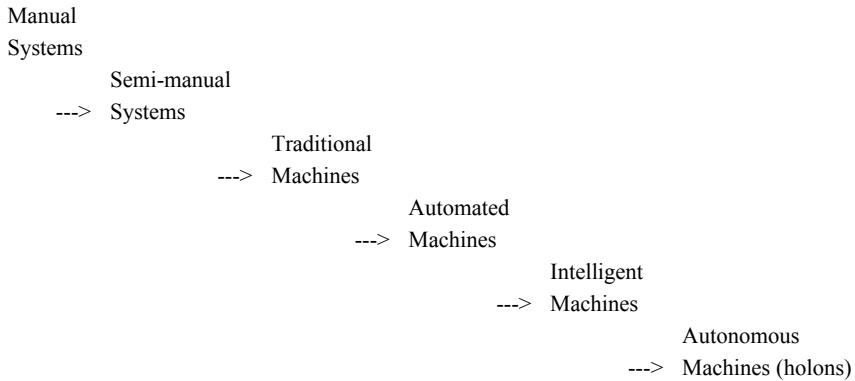 Manual
Systems
Semi-manual
---> Systems
Traditional
---> Machines
Automated
---> Machines
Intelligent
---> Machines
Autonomous
---> Machines (holons)